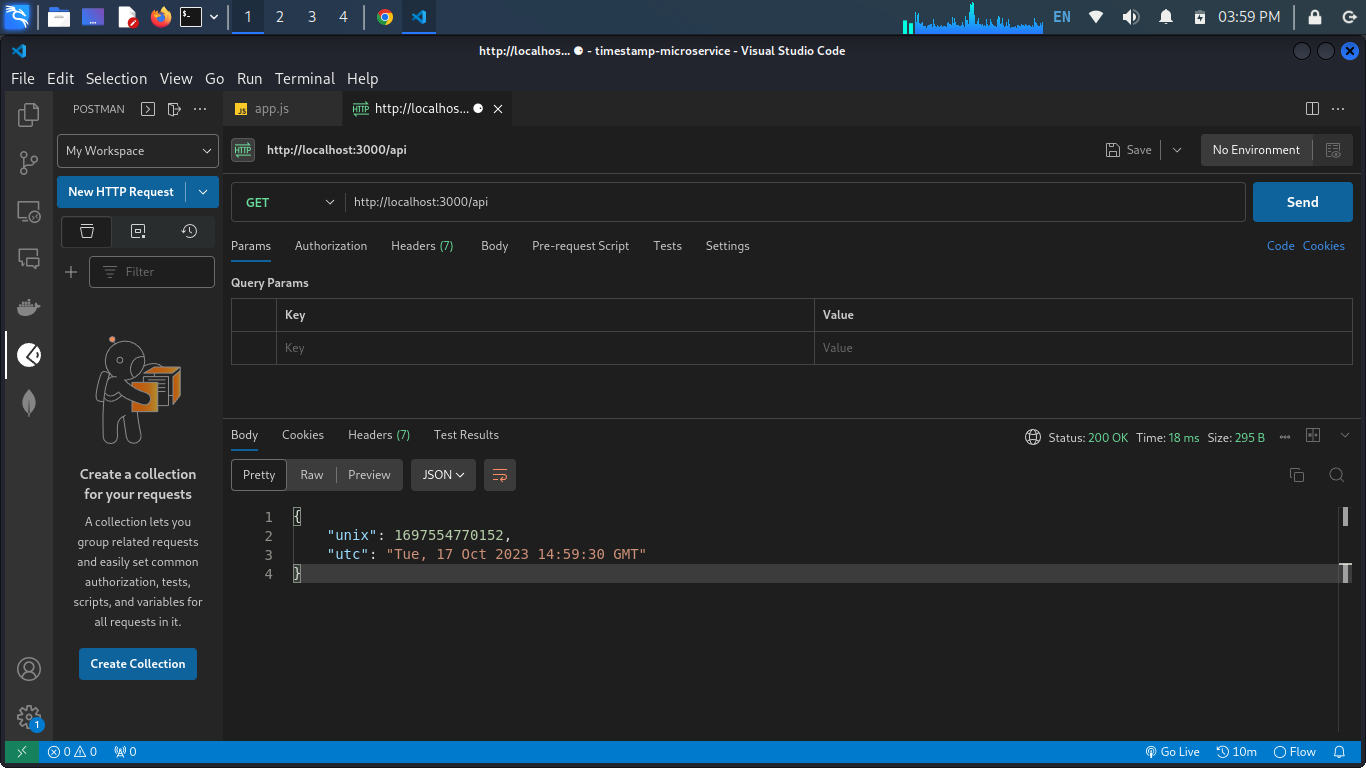 1 2 3 4 EN 03:59 PM
http://localhos... ● - timestamp-microservice - Visual Studio Code
File Edit Selection View Go Run Terminal Help
POSTMAN ··· JS app.js HTTP http://localhos... ● ···
My Workspace HTTP http://localhost:3000/api Save No Environment
New HTTP Request GET http://localhost:3000/api Send
Params Authorization Headers (7) Body Pre-request Script Tests Settings Code Cookies
Filter
Query Params
Key Value
Key Value
Body Cookies Headers (7) Test Results Status: 200 OK Time: 18 ms Size: 295 B
Pretty Raw Preview JSON
1 {
2 "unix": 1697554770152,
3 "utc": "Tue, 17 Oct 2023 14:59:30 GMT"
4 }
Create a collection
for your requests
A collection lets you
group related requests
and easily set common
authorization, tests,
scripts, and variables for
all requests in it.
Create Collection
1
0 0 0 Go Live 10m Flow